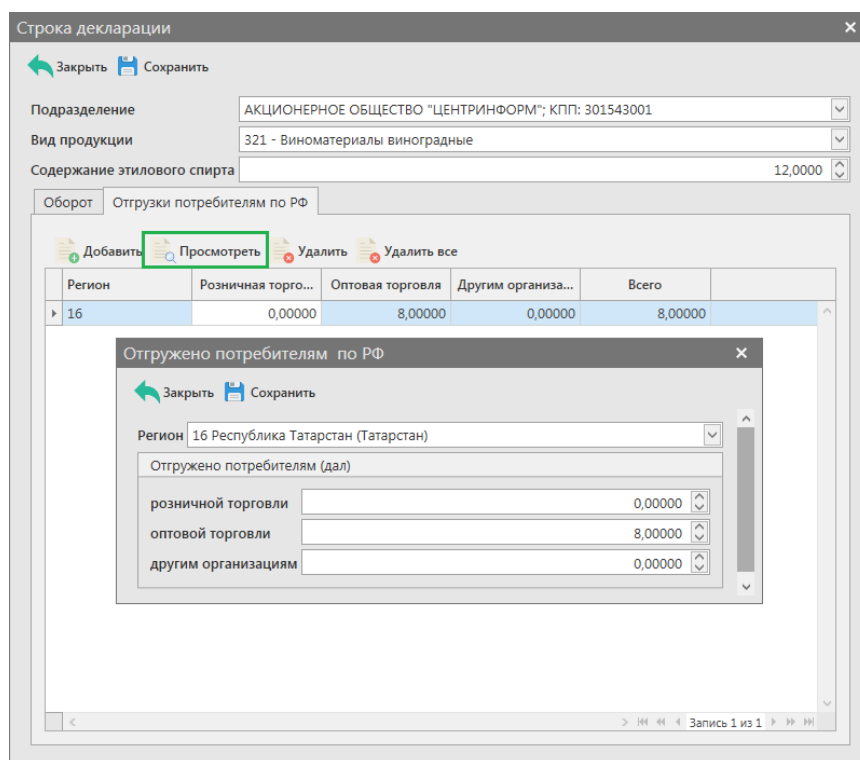 Строка декларации
Закрыть Сохранить
Подразделение АКЦИОНЕРНОЕ ОБЩЕСТВО "ЦЕНТРИНФОРМ"; КПП: 301543001
Вид продукции 321 - Виноматериалы виноградные
Содержание этилового спирта 12,0000
Оборот Отгрузки потребителям по РФ
Добавить Просмотреть Удалить Удалить все
Регион Розничная торго... Оптовая торговля Другим организа... Всего
16 0,00000 8,00000 0,00000 8,00000
Отгружено потребителям по РФ
Закрыть Сохранить
Регион 16 Республика Татарстан (Татарстан)
Отгружено потребителям (дал)
розничной торговли 0,00000
оптовой торговли 8,00000
другим организациям 0,00000
Запись 1 из 1